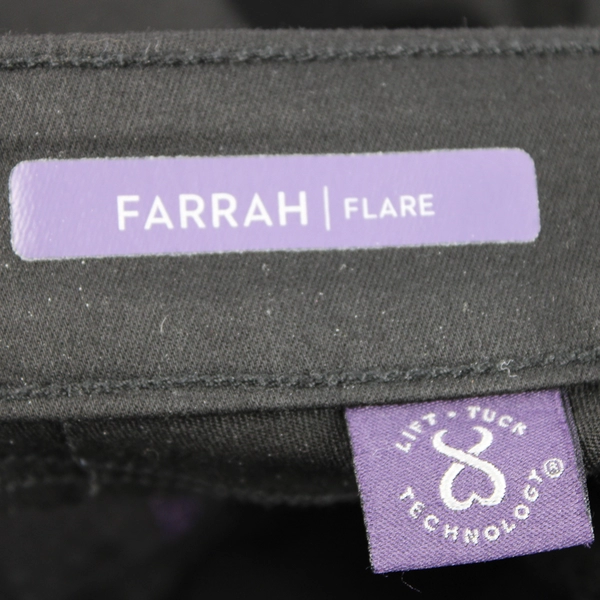 FARRAH | FLARE
LIFT · TUCK
TECHNOLOGY®